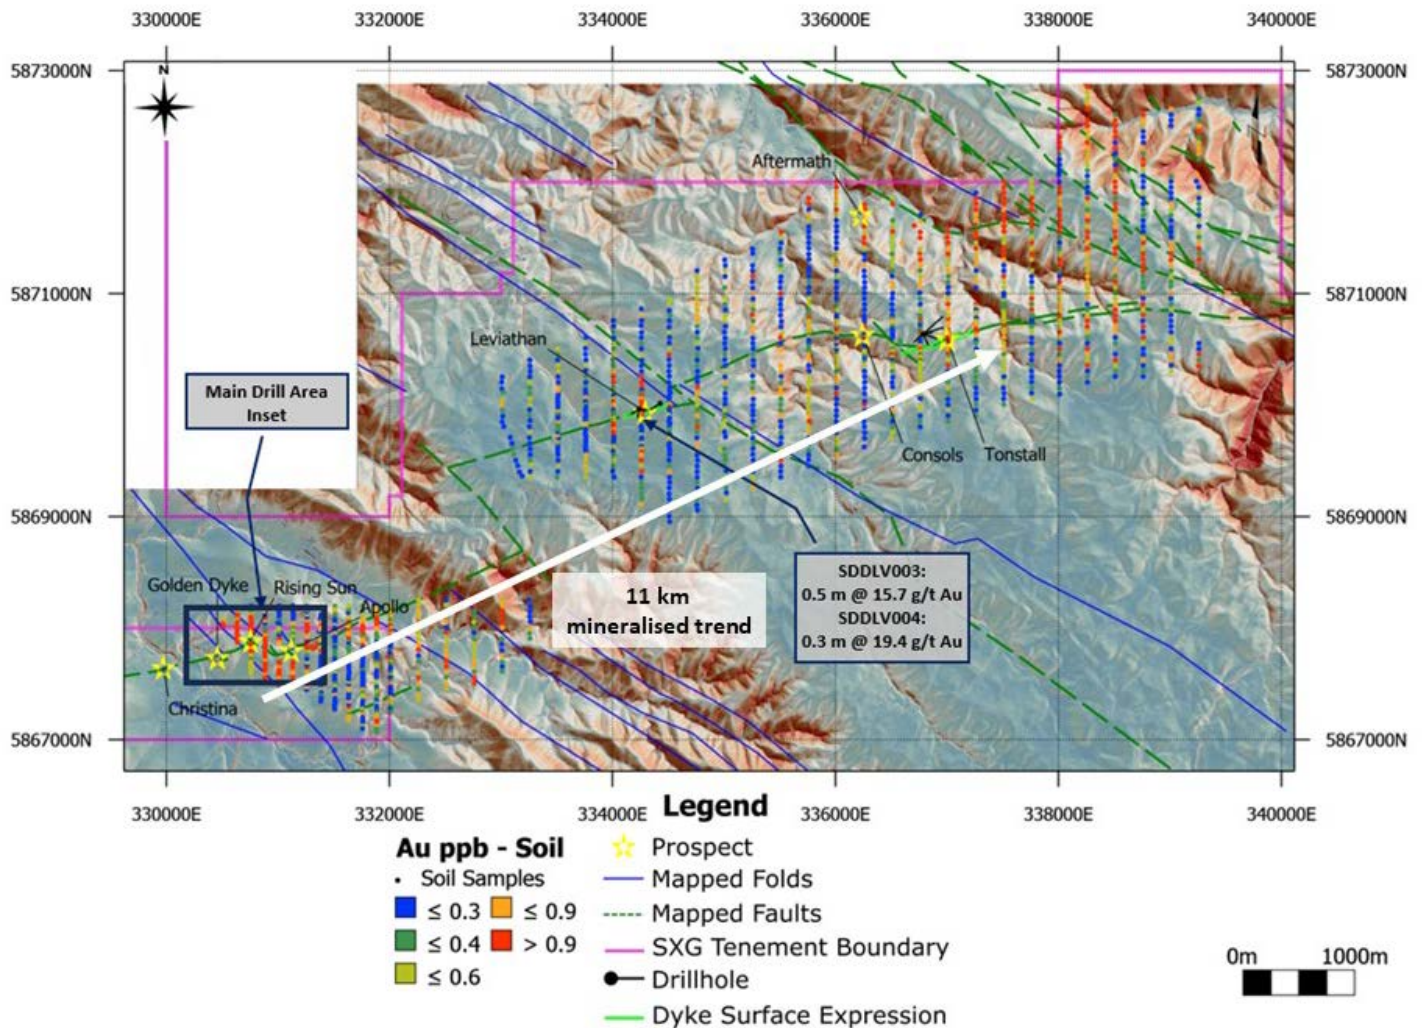 330000E 332000E 334000E 336000E 338000E 340000E
5873000N 5873000N
N
Aftermath
5871000N 5871000N
Leviathan
Main Drill Area
Inset
Consols Tonstall
5869000N 5869000N
SDDLV003:
0.5 m @ 15.7 g/t Au
SDDLV004:
0.3 m @ 19.4 g/t Au
Golden Dyke Rising Sun
Apollo
11 km
mineralised trend
Christina
5867000N 5867000N
330000E 332000E 334000E 336000E 338000E 340000E
Legend
Au ppb - Soil
Soil Samples
≤ 0.3 ≤ 0.9
≤ 0.4 > 0.9
≤ 0.6
Prospect
Mapped Folds
Mapped Faults
SXG Tenement Boundary
Drillhole
Dyke Surface Expression
0m 1000m